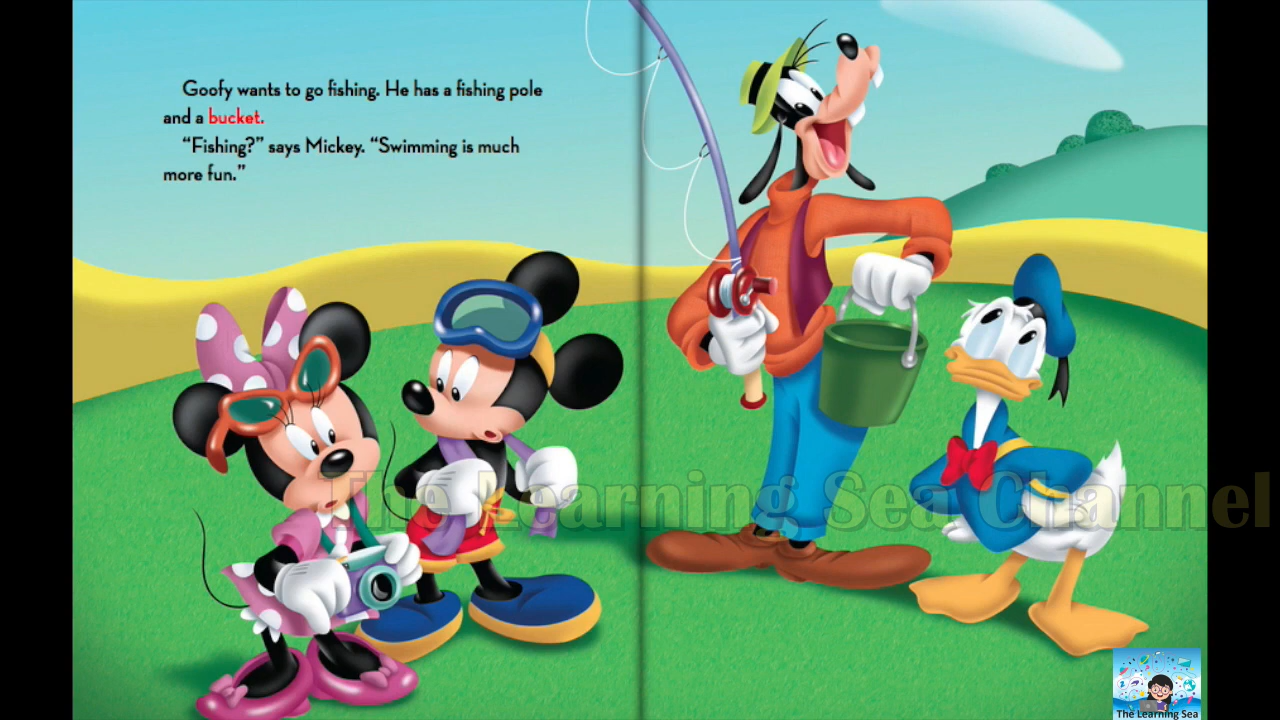 Goofy wants to go fishing. He has a fishing pole
and a bucket.
“Fishing?” says Mickey. “Swimming is much
more fun.”
The Learning Sea Channel
The Learning Sea